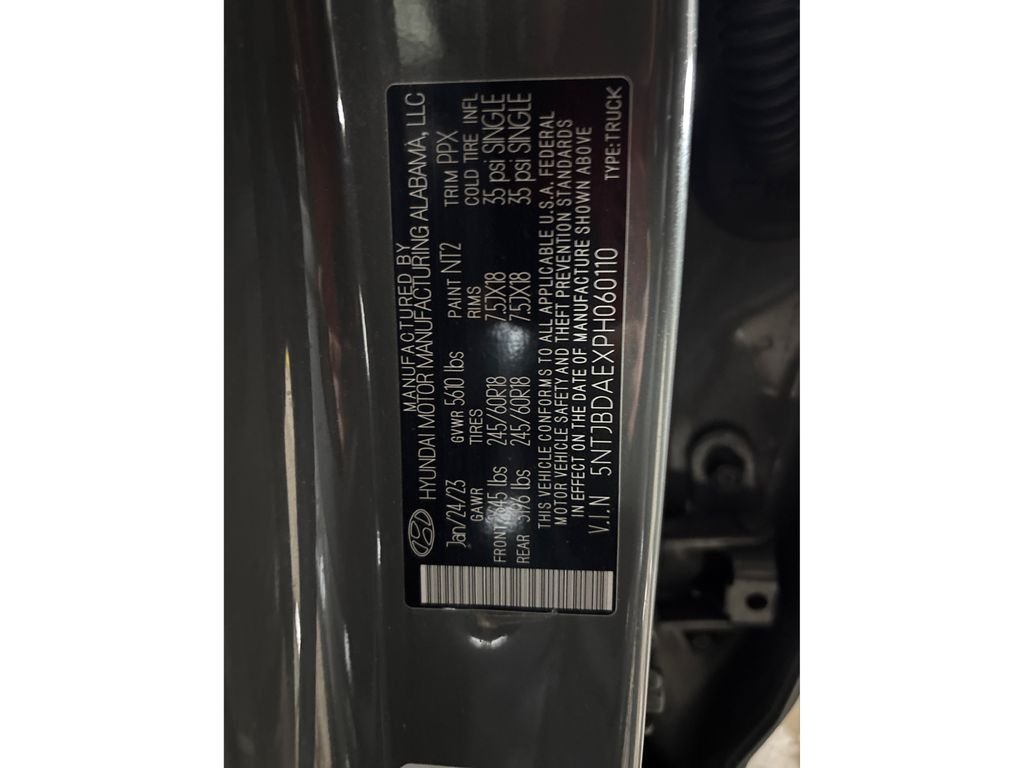 MANUFACTURED BY
HYUNDAI MOTOR MANUFACTURING ALABAMA, LLC
Jan/24/23 GVWR 5610 lbs PAINT NT2 TRIM PPX
GAWR TIRES RIMS COLD TIRE INFL
FRONT lbs 245/60R18 7.5JX18 35 psi SINGLE
REAR lbs 245/60R18 7.5JX18 35 psi SINGLE
THIS VEHICLE CONFORMS TO ALL APPLICABLE U.S.A. FEDERAL
MOTOR VEHICLE SAFETY AND THEFT PREVENTION STANDARDS
IN EFFECT ON THE DATE OF MANUFACTURE SHOWN ABOVE
V.I.N 5NTJBDAEXPH060110 TYPE:TRUCK